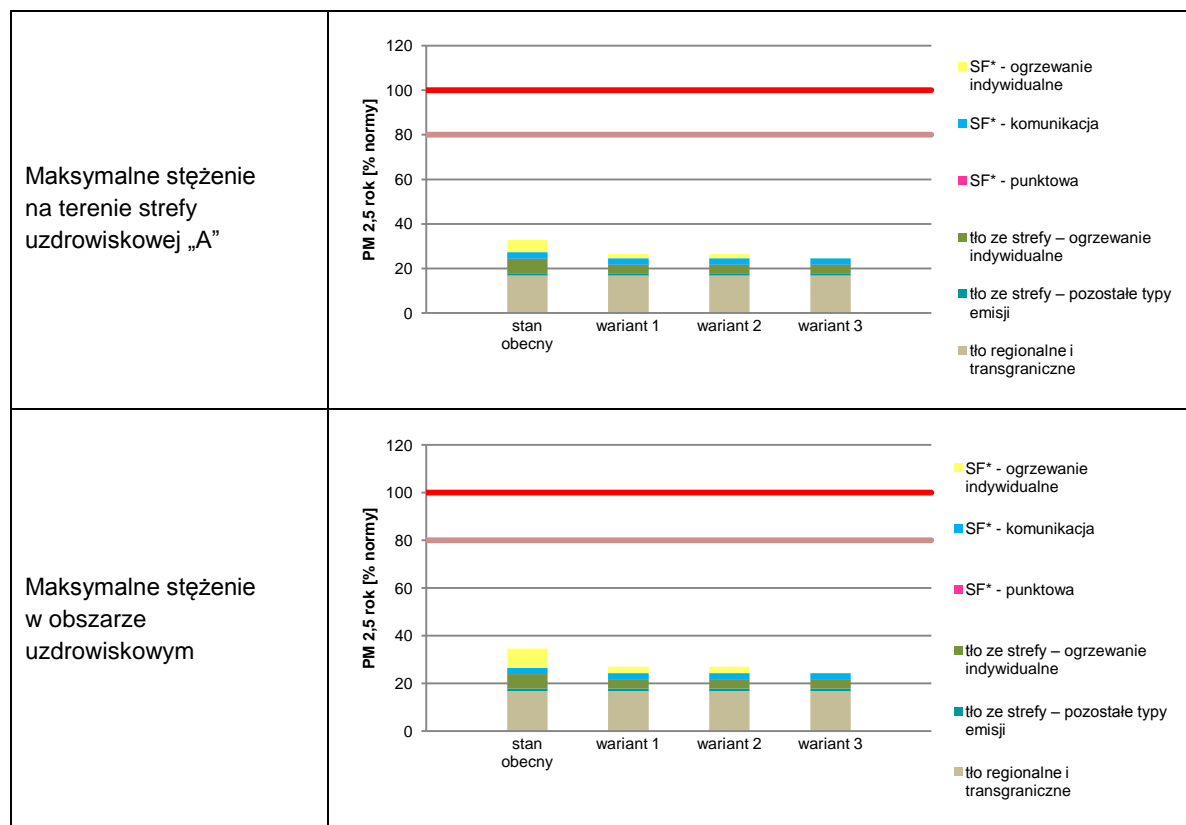 Maksymalne stężenie
na terenie strefy
uzdrowiskowej „A”
PM 2,5 rok [% normy]
120
100
80
60
40
20
0
stan
obecny
wariant 1
wariant 2
wariant 3
SF* - ogrzewanie
indywidualne
SF* - komunikacja
SF* - punktowa
tło ze strefy – ogrzewanie
indywidualne
tło ze strefy – pozostałe typy
emisji
tło regionalne i
transgraniczne
Maksymalne stężenie
w obszarze
uzdrowiskowym
PM 2,5 rok [% normy]
120
100
80
60
40
20
0
stan
obecny
wariant 1
wariant 2
wariant 3
SF* - ogrzewanie
indywidualne
SF* - komunikacja
SF* - punktowa
tło ze strefy – ogrzewanie
indywidualne
tło ze strefy – pozostałe typy
emisji
tło regionalne i
transgraniczne